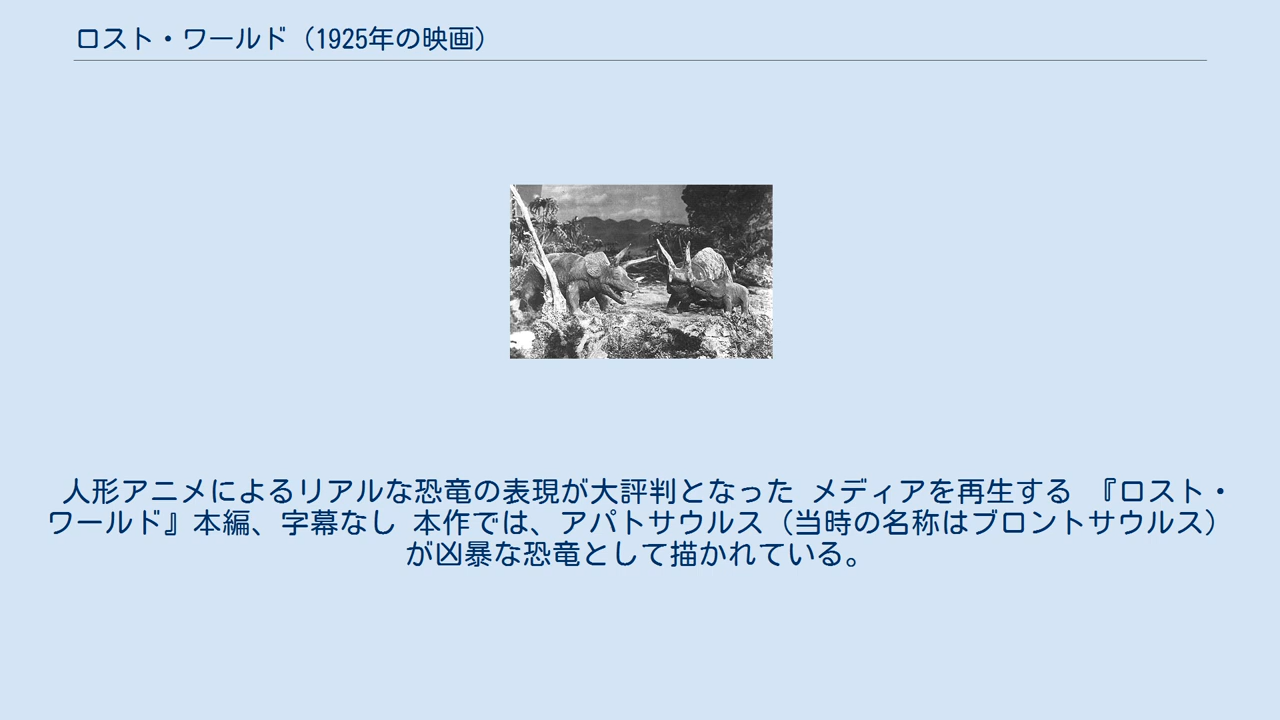 ロスト・ワールド（1925年の映画）
人形アニメによるリアルな恐竜の表現が大評判となった メディアを再生する 『ロスト・
ワールド』本編、字幕なし 本作では、アパトサウルス（当時の名称はブロントサウルス）
が凶暴な恐竜として描かれている。